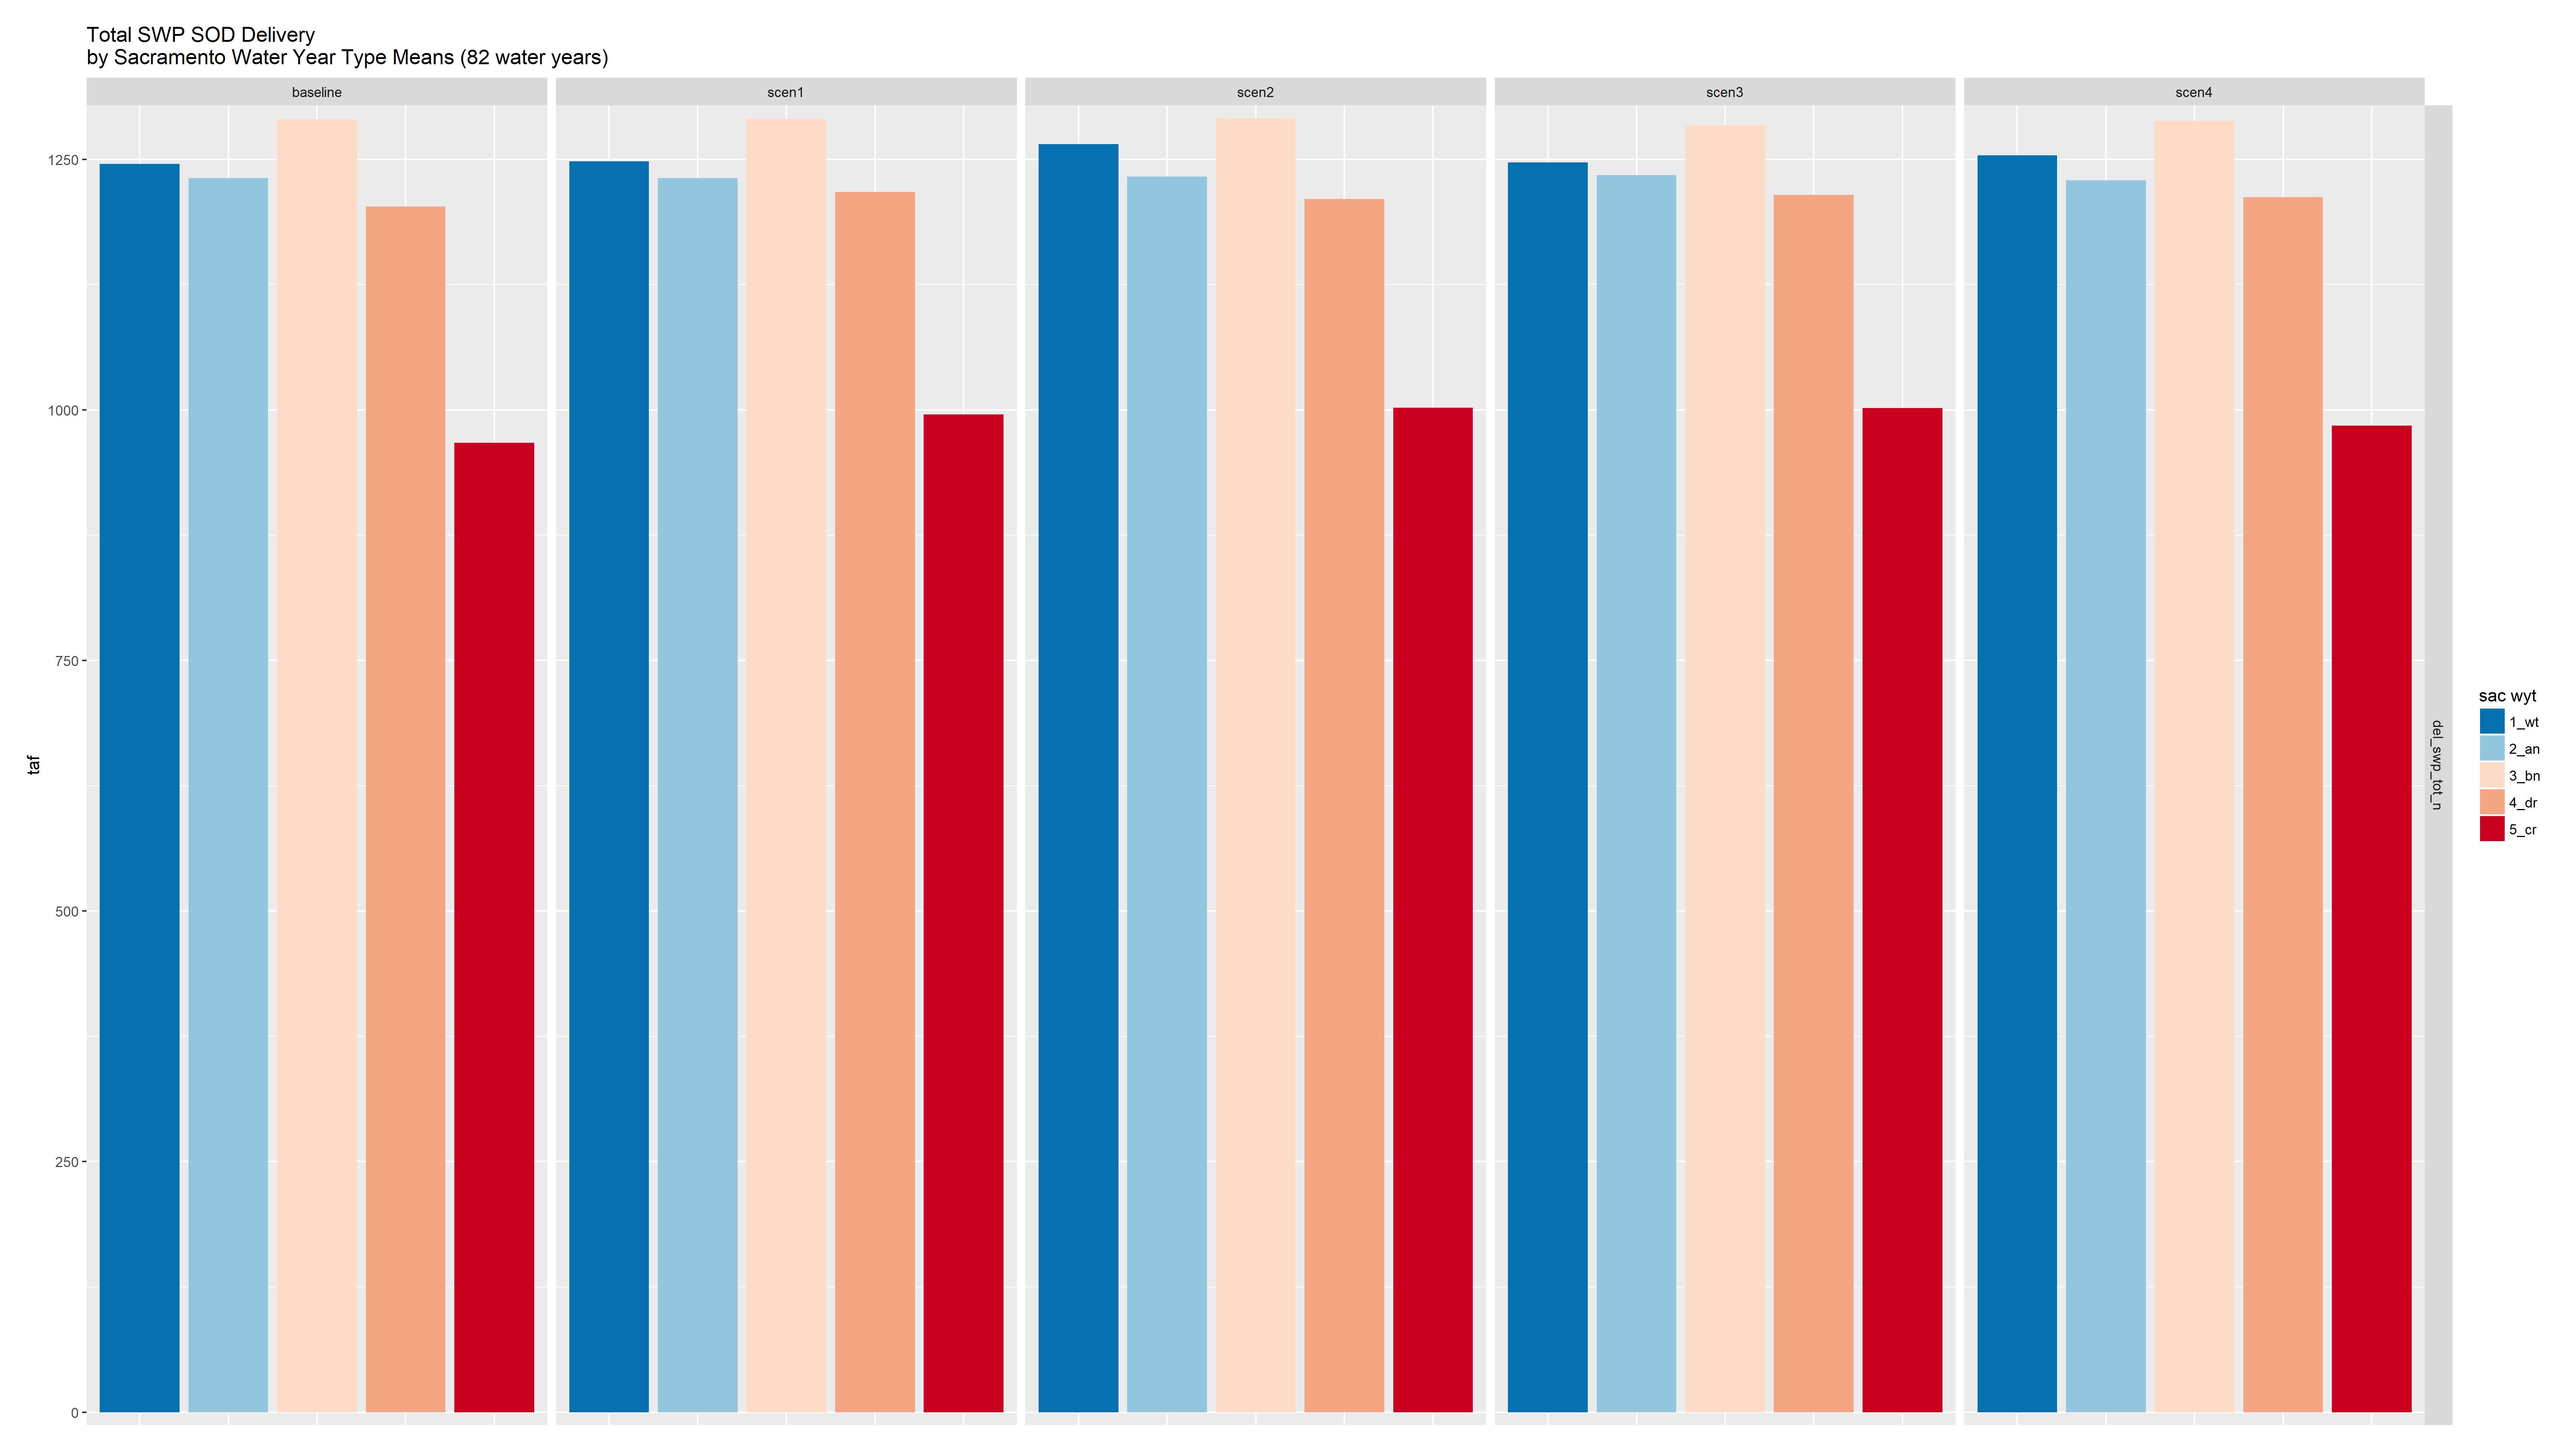 Total SWP SOD Delivery
by Sacramento Water Year Type Means (82 water years)
baseline
scen1
scen2
scen3
scen4
1250
1000
750
500
250
0
taf
del_swp_tot_n
sac wyt
1_wt
2_an
3_bn
4_dr
5_cr